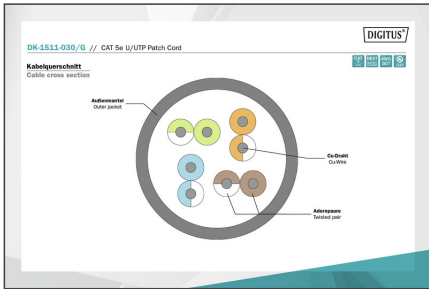 DIGITUS®
DK-1511-030/G // CAT 5e U/UTP Patch Cord
Kabelquerschnitt
Cable cross section
Außenmantel
Outer jacket
Cu-Draht
Cu-Wire
Adernpaare
Twisted pair